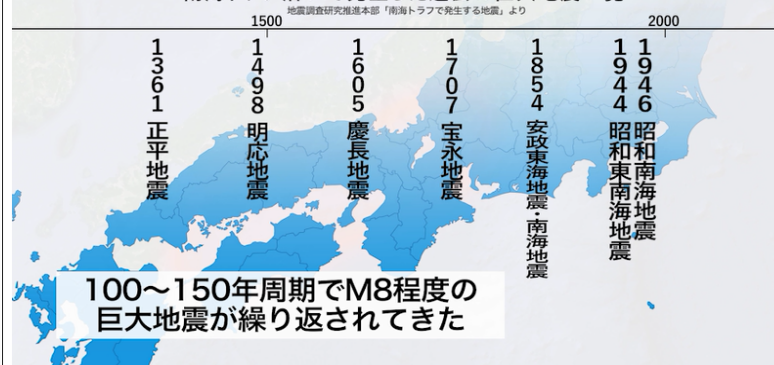 地震調査研究推進本部「南海トラフで発生する地震」より
1500
2000
1361 正平地震
1498 明応地震
1605 慶長地震
1707 宝永地震
1854 安政東海地震・南海地震
1944 昭和東南海地震
1946 昭和南海地震
100〜150年周期でM8程度の
巨大地震が繰り返されてきた